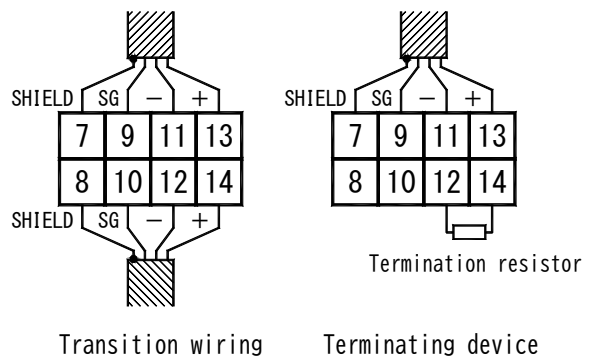 SHIELD SG － ＋
7 9 11 13
8 10 12 14
SHIELD SG － ＋
Transition wiring
SHIELD SG － ＋
7 9 11 13
8 10 12 14
Termination resistor
Terminating device